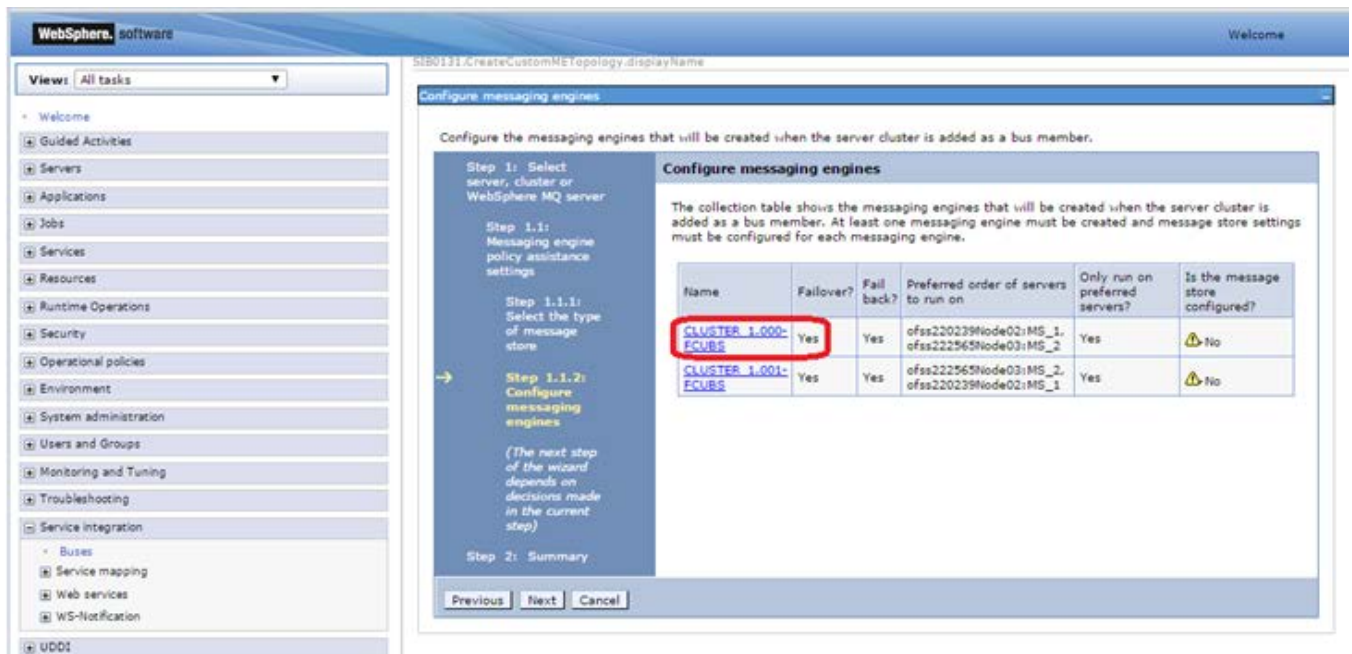 WebSphere. software
Welcome
View: All tasks
SIB0131.CreateCustomMETopology.displayName
Welcome
Guided Activities
Servers
Applications
Jobs
Services
Resources
Runtime Operations
Security
Operational policies
Environment
System administration
Users and Groups
Monitoring and Tuning
Troubleshooting
Service integration
Buses
Service mapping
Web services
WS-Notification
UDDI
Configure messaging engines
Configure the messaging engines that will be created when the server cluster is added as a bus member.
Step 1: Select
server, cluster or
WebSphere MQ server
Step 1.1:
Messaging engine
policy assistance
settings
Step 1.1.1:
Select the type
of message
store
Step 1.1.2:
Configure
messaging
engines
(The next step
of the wizard
depends on
decisions made
in the current
step)
Step 2: Summary
Configure messaging engines
The collection table shows the messaging engines that will be created when the server cluster is
added as a bus member. At least one messaging engine must be created and message store settings
must be configured for each messaging engine.
Name
Failover?
Fail
back?
Preferred order of servers
to run on
Only run on
preferred
servers?
Is the message
store
configured?
CLUSTER_1.000-
FCUBS
Yes
Yes
ofss220239Node02:MS_1,
ofss222565Node03:MS_2
Yes
No
CLUSTER_1.001-
FCUBS
Yes
Yes
ofss222565Node03:MS_2,
ofss220239Node02:MS_1
Yes
No
Previous Next Cancel